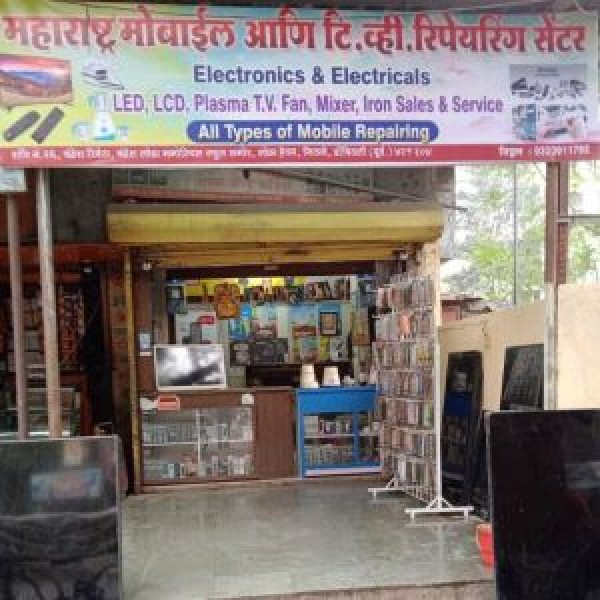 महाराष्ट्र मोबाईल आणि टि.व्ही.रिपेयरिंग सेंटर
Electronics & Electricals
LED, LCD, Plasma T.V. Fan, Mixer, Iron Sales & Service
All Types of Mobile Repairing